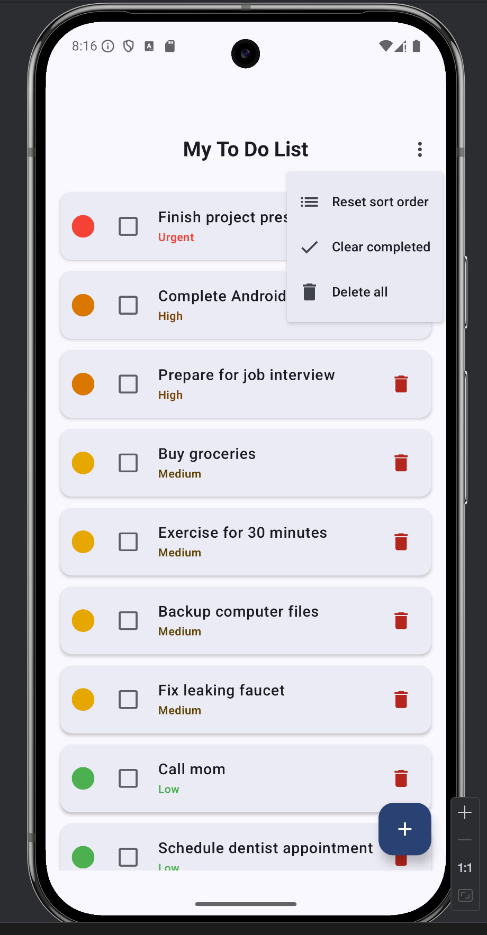 8:16
My To Do List
Reset sort order
Clear completed
Delete all
Finish project pres
Urgent
Complete Android
High
Prepare for job interview
High
Buy groceries
Medium
Exercise for 30 minutes
Medium
Backup computer files
Medium
Fix leaking faucet
Medium
Call mom
Low
Schedule dentist appointment
Low
+
1:1